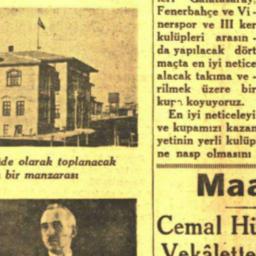 Fenerbahçe ve Vi-
nerspor ve III ker
kulüpleri arasın-
da yapılacak dört
maçta en iyi netice
alacak takıma ve -
rilmek üzere bir
kupa koyuyoruz.
En iyi neticeleyi
ve kupamızı kazan
yetinin yerli kulüp
ne nasp olmasını
de olarak toplanacak
bir manzarası
Maa
Cemal Hü
Vekâlette